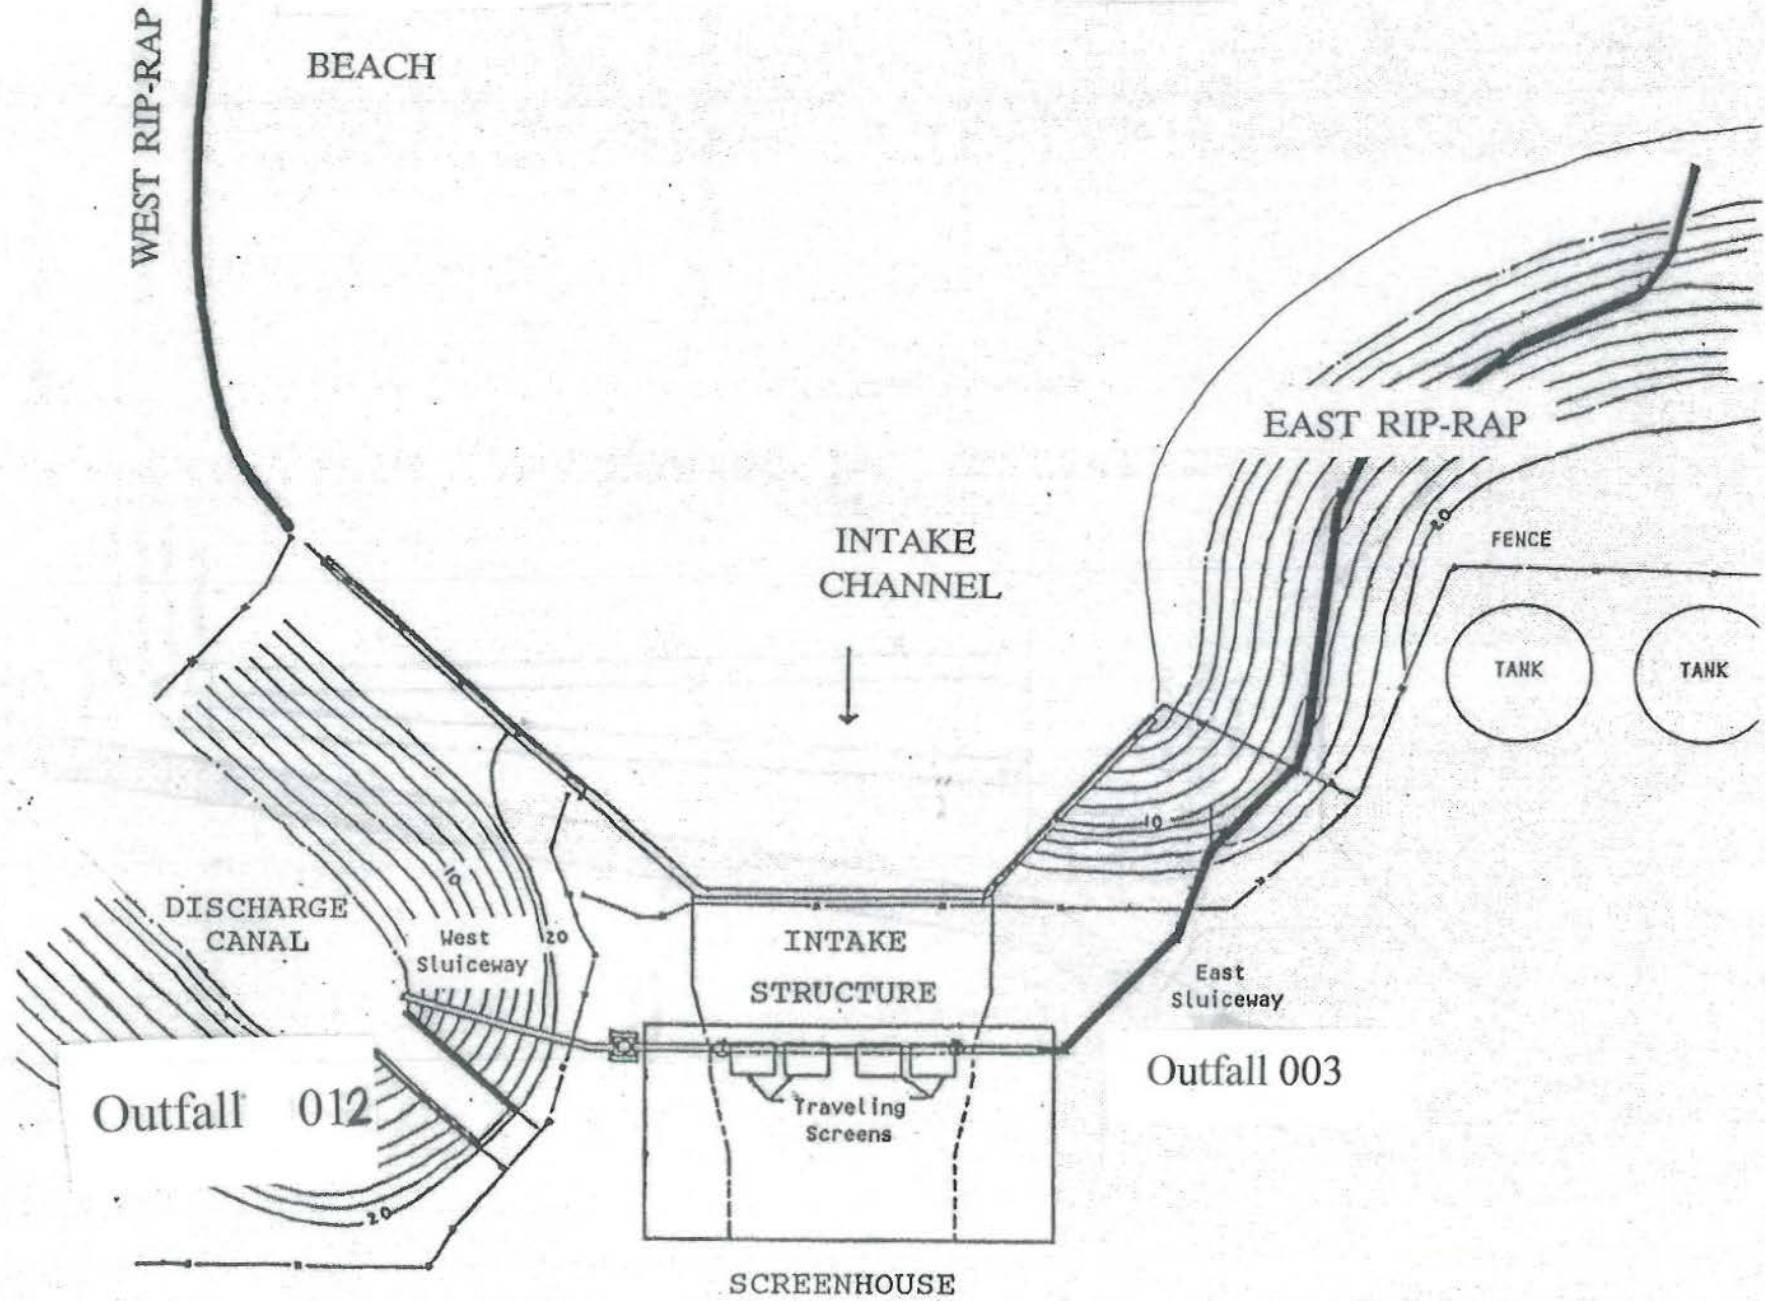 WEST RIP-RAP
BEACH
EAST RIP-RAP
20
FENCE
INTAKE
CHANNEL
TANK
TANK
10
10
DISCHARGE
CANAL
West
Sluiceway
20
INTAKE
STRUCTURE
East
Sluiceway
Outfall 012
Outfall 003
Traveling
Screens
20
SCREENHOUSE